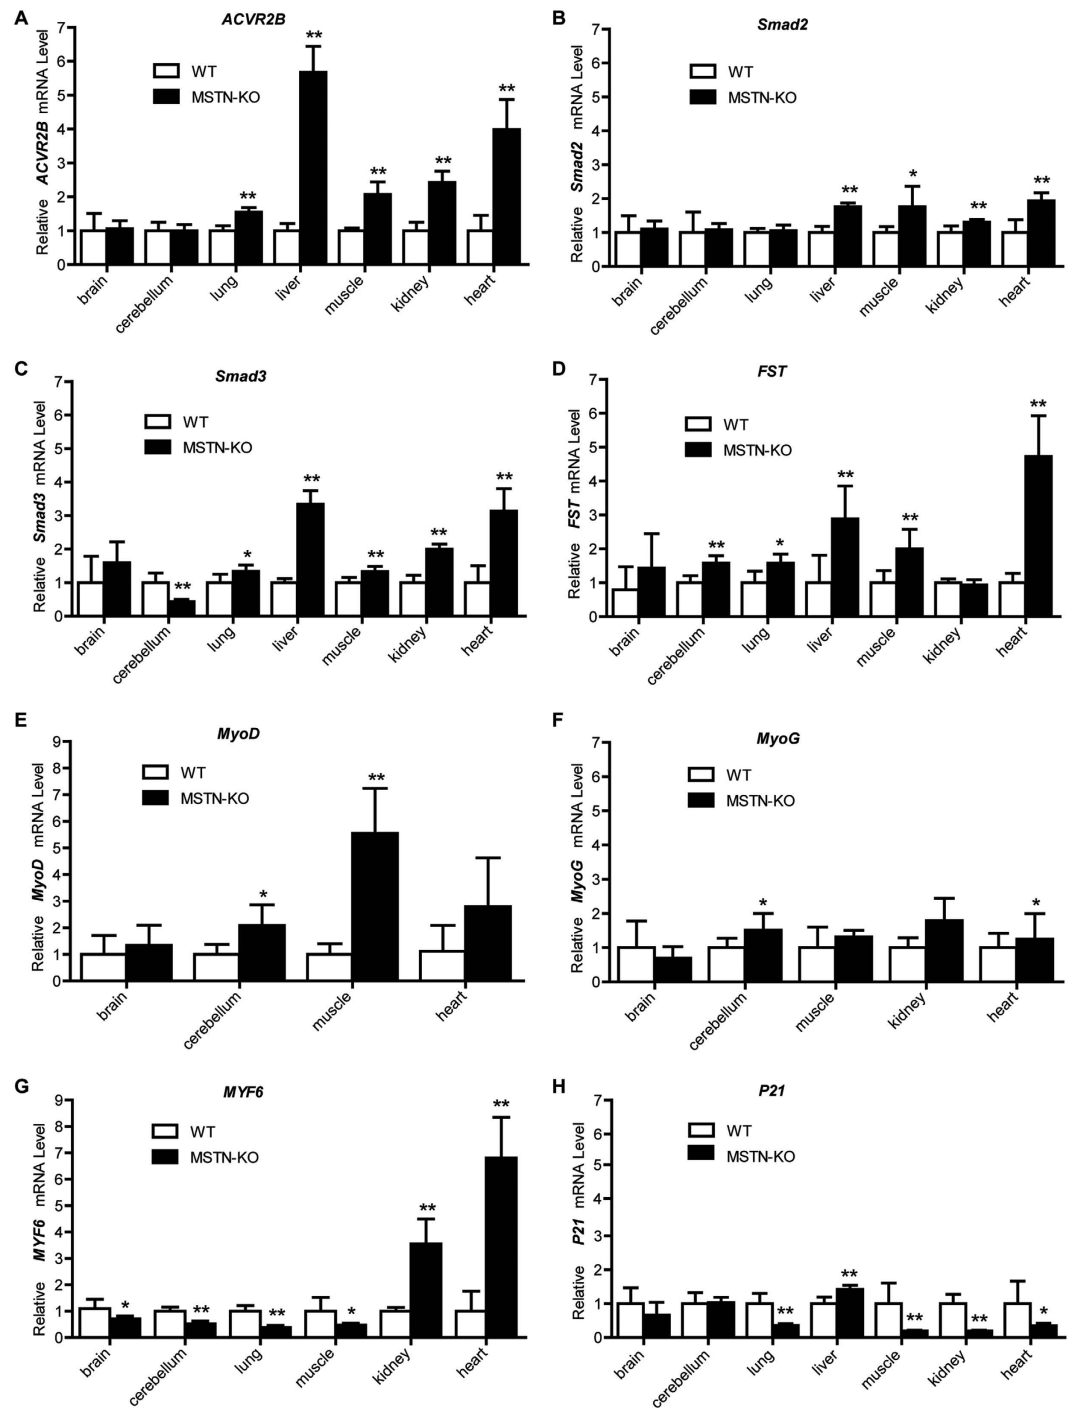 A
ACVR2B
Relative ACVR2B mRNA Level
7
6
5
4
3
2
1
0
WT
MSTN-KO
**
**
**
**
**
brain
cerebellum
lung
liver
muscle
kidney
heart
B
Smad2
Relative Smad2 mRNA Level
7
6
5
4
3
2
1
0
WT
MSTN-KO
**
*
**
**
brain
cerebellum
lung
liver
muscle
kidney
heart
C
Smad3
Relative Smad3 mRNA Level
7
6
5
4
3
2
1
0
WT
MSTN-KO
**
*
**
**
**
**
brain
cerebellum
lung
liver
muscle
kidney
heart
D
FST
Relative FST mRNA Level
7
6
5
4
3
2
1
0
WT
MSTN-KO
**
*
**
**
**
brain
cerebellum
lung
liver
muscle
kidney
heart
E
MyoD
Relative MyoD mRNA Level
9
8
7
6
5
4
3
2
1
0
WT
MSTN-KO
*
**
brain
cerebellum
muscle
heart
F
MyoG
Relative MyoG mRNA Level
7
6
5
4
3
2
1
0
WT
MSTN-KO
*
*
brain
cerebellum
muscle
kidney
heart
G
MYF6
Relative MYF6 mRNA Level
9
8
7
6
5
4
3
2
1
0
WT
MSTN-KO
*
**
**
*
**
**
brain
cerebellum
lung
muscle
kidney
heart
H
P21
Relative P21 mRNA Level
7
6
5
4
3
2
1
0
WT
MSTN-KO
**
**
**
**
*
brain
cerebellum
lung
liver
muscle
kidney
heart